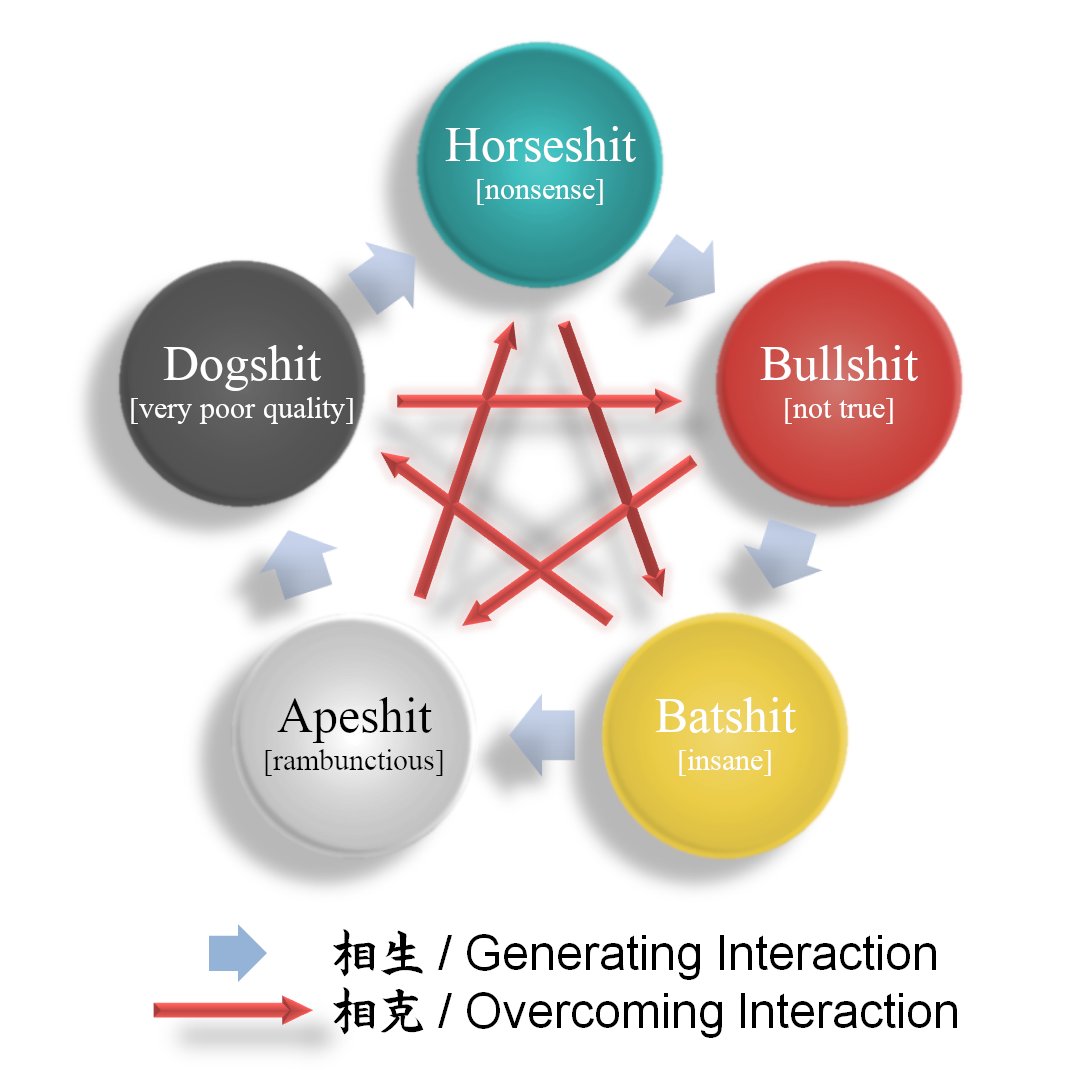 Horseshit
[nonsense]
Dogshit
[very poor quality]
Bullshit
[not true]
Apeshit
[rambunctious]
Batshit
[insane]
相生 / Generating Interaction
相克 / Overcoming Interaction